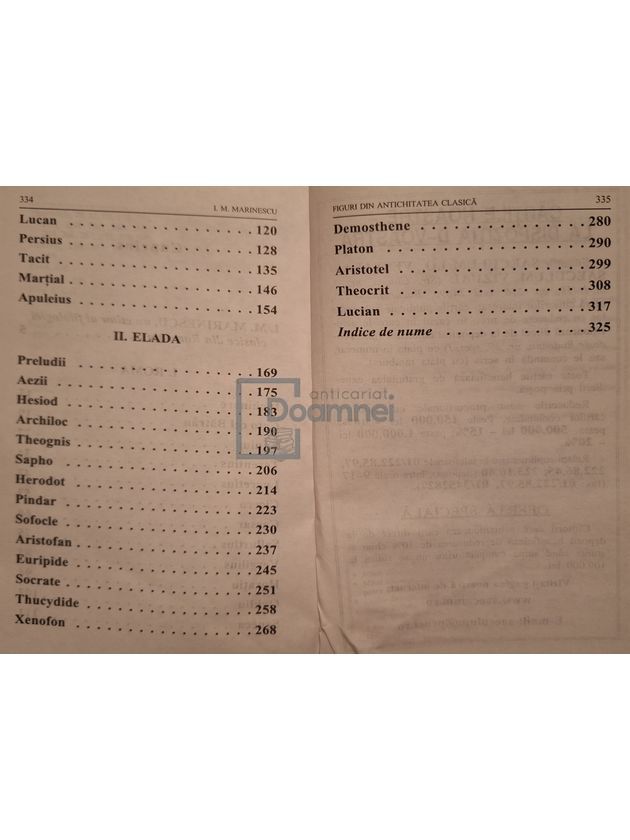 334
I. M. MARINESCU
Lucan . . . . . . . . . . . . . . . . . . . 120
Persius . . . . . . . . . . . . . . . . . . 128
Tacit . . . . . . . . . . . . . . . . . . . 135
Marțial . . . . . . . . . . . . . . . . . . 146
Apuleius . . . . . . . . . . . . . . . . . 154
II. ELADA
Preludii . . . . . . . . . . . . . . . . . . 169
Aezii . . . . . . . . . . . . . . . . . . . 175
Hesiod . . . . . . . . . . . . . . . . . . 183
Archiloc . . . . . . . . . . . . . . . . . 190
Theognis . . . . . . . . . . . . . . . . . 197
Sapho . . . . . . . . . . . . . . . . . . . 206
Herodot . . . . . . . . . . . . . . . . . 214
Pindar . . . . . . . . . . . . . . . . . . 223
Sofocle . . . . . . . . . . . . . . . . . . 230
Aristofan . . . . . . . . . . . . . . . . . 237
Euripide . . . . . . . . . . . . . . . . . 245
Socrate . . . . . . . . . . . . . . . . . . 251
Thucydide . . . . . . . . . . . . . . . . 258
Xenofon . . . . . . . . . . . . . . . . . 268
FIGURI DIN ANTICHITATEA CLASICĂ
335
Demosthene . . . . . . . . . . . . . . . 280
Platon . . . . . . . . . . . . . . . . . . 290
Aristotel . . . . . . . . . . . . . . . . . 299
Theocrit . . . . . . . . . . . . . . . . . 308
Lucian . . . . . . . . . . . . . . . . . . 317
Indice de nume . . . . . . . . . . . . . 325
anticariat
Doamnei